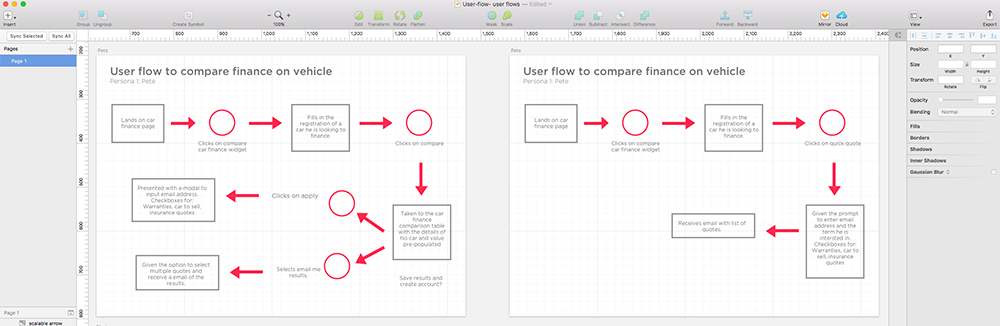 User-flow- user flows — Edited
Insert
Group
Ungroup
Create Symbol
100%
Edit
Transform
Rotate
Flatten
Mask
Scale
Union
Subtract
Intersect
Difference
Forward
Backward
Mirror
Cloud
View
Export
Sync Selected
Sync All
700
800
900
1,000
1,100
1,200
1,300
1,400
1,500
1,600
1,700
1,800
1,900
2,000
2,100
2,200
2,300
2,400
Pages
Page 1
200
300
400
500
600
700
800
Pete
User flow to compare finance on vehicle
Persona 1: Pete
Lands on car
finance page
Clicons on compare
car finance widget
Fills in the
registration of a
car he is looking to
finance.
Clicks on compare
Presented with a modal to
input email address.
Checkboxes for:
Warranties, car to sell,
insurance quotes
Clicks on apply
Taken to the car
finance
comparison table
with the details of
his car and value
pre-populated
Given the option to select
multiple quotes and
receive a email of the
results.
Selects email me
results.
Save results and
create account?
Pete
User flow to compare finance on vehicle
Persona 1: Pete
Lands on car
finance page
Clicks on compare
car finance widget
Fills in the
registration of a
car he is looking to
finance.
Clicks on quick quote
Receives email with list of
quotes.
Given the prompt
to enter email
address and the
term he is
intersted in.
Checkboxes for:
Warranties, car to
sell, insurance
quotes
Position
X
Y
Size
Width
Height
Transform
Rotate
Flip
Opacity
Blending
Normal
Fills
Borders
Shadows
Inner Shadows
Gaussian Blur
Page 1
scalable arrow
Pete
Pete